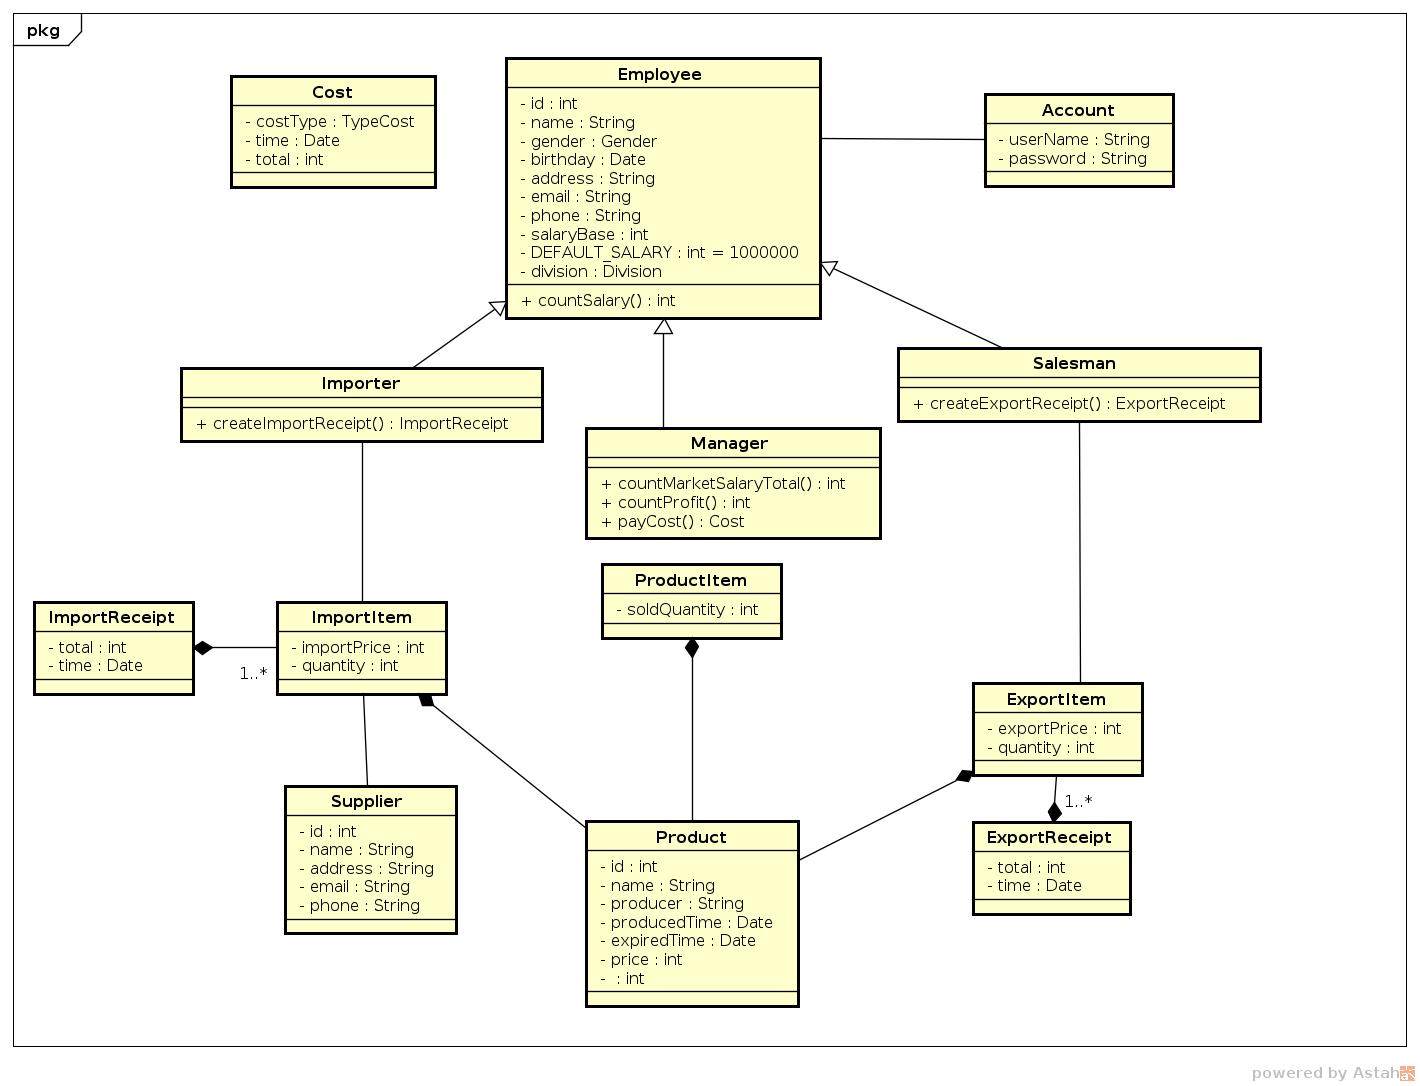 pkg
Cost
- costType : TypeCost
- time : Date
- total : int
Employee
- id : int
- name : String
- gender : Gender
- birthday : Date
- address : String
- email : String
- phone : String
- salaryBase : int
- DEFAULT_SALARY : int = 1000000
- division : Division
+ countSalary() : int
Account
- userName : String
- password : String
Importer
+ createImportReceipt() : ImportReceipt
Manager
+ countMarketSalaryTotal() : int
+ countProfit() : int
+ payCost() : Cost
Salesman
+ createExportReceipt() : ExportReceipt
ImportReceipt
- total : int
- time : Date
1..*
ImportItem
- importPrice : int
- quantity : int
ProductItem
- soldQuantity : int
ExportItem
- exportPrice : int
- quantity : int
1..*
Supplier
- id : int
- name : String
- address : String
- email : String
- phone : String
Product
- id : int
- name : String
- producer : String
- producedTime : Date
- expiredTime : Date
- price : int
-  : int
ExportReceipt
- total : int
- time : Date
powered by Astah